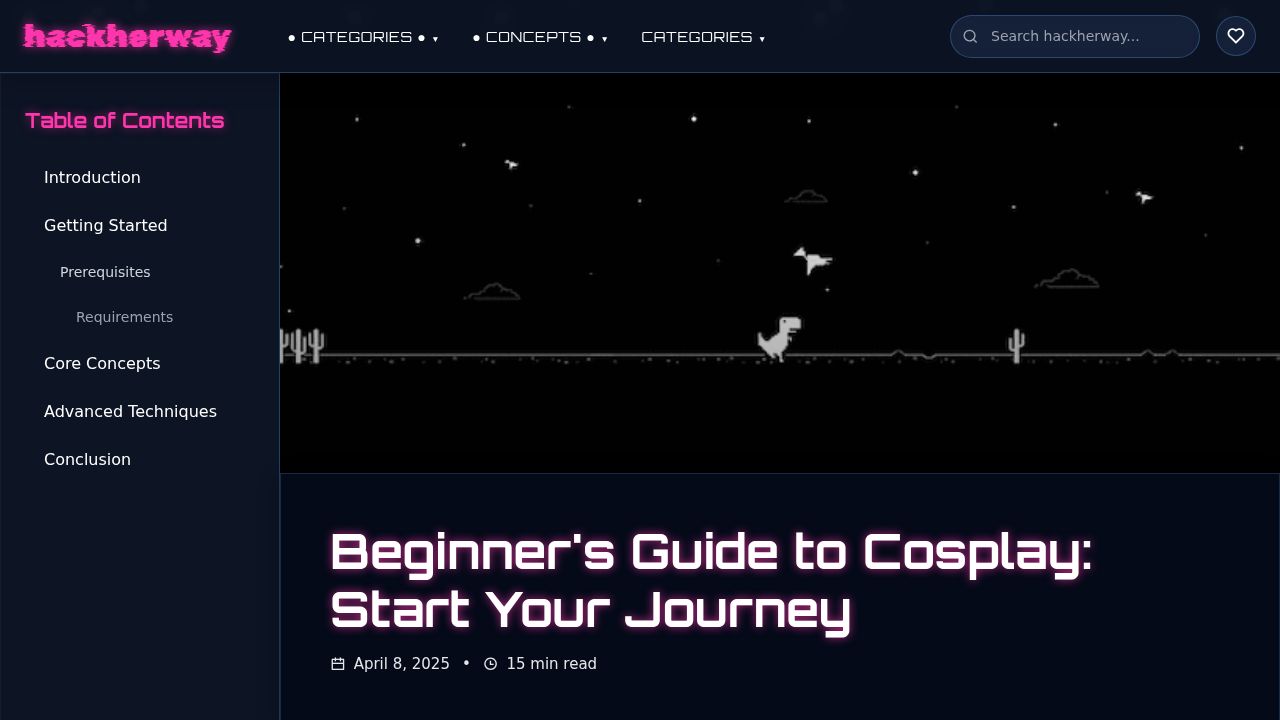 hackherway
● CATEGORIES ● ▾
● CONCEPTS ● ▾
CATEGORIES ▾
Search hackherway...
Table of Contents
Introduction
Getting Started
Prerequisites
Requirements
Core Concepts
Advanced Techniques
Conclusion
Beginner's Guide to Cosplay:
Start Your Journey
April 8, 2025 • 15 min read